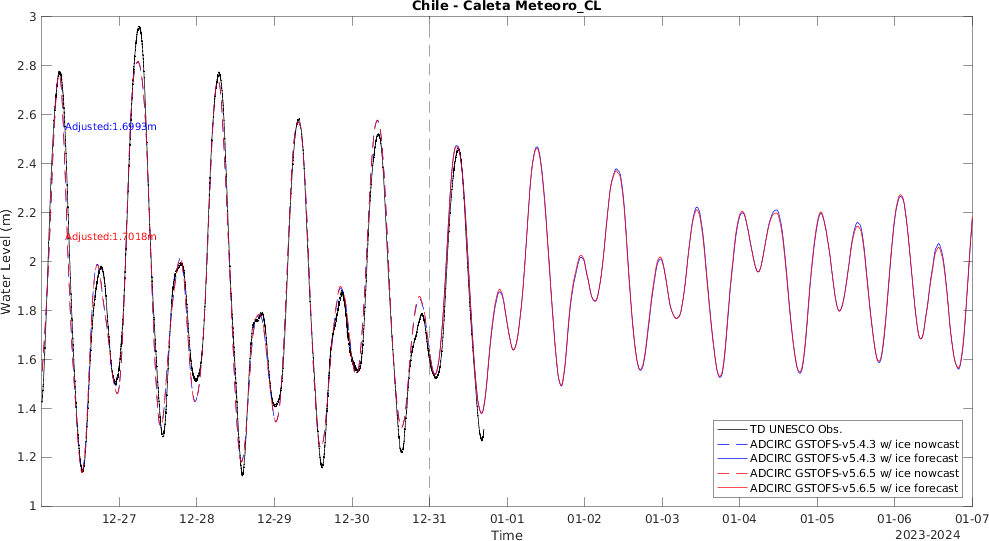 Chile - Caleta Meteoro_CL
3
2.8
2.6
2.4
2.2
2
1.8
1.6
1.4
1.2
1
Water Level (m)
Adjusted:1.6993m
Adjusted:1.7018m
TD UNESCO Obs.
ADCIRC GSTOFS-v5.4.3 w/ ice nowcast
ADCIRC GSTOFS-v5.4.3 w/ ice forecast
ADCIRC GSTOFS-v5.6.5 w/ ice nowcast
ADCIRC GSTOFS-v5.6.5 w/ ice forecast
12-27 12-28 12-29 12-30 12-31 01-01 01-02 01-03 01-04 01-05 01-06 01-07
Time
2023-2024